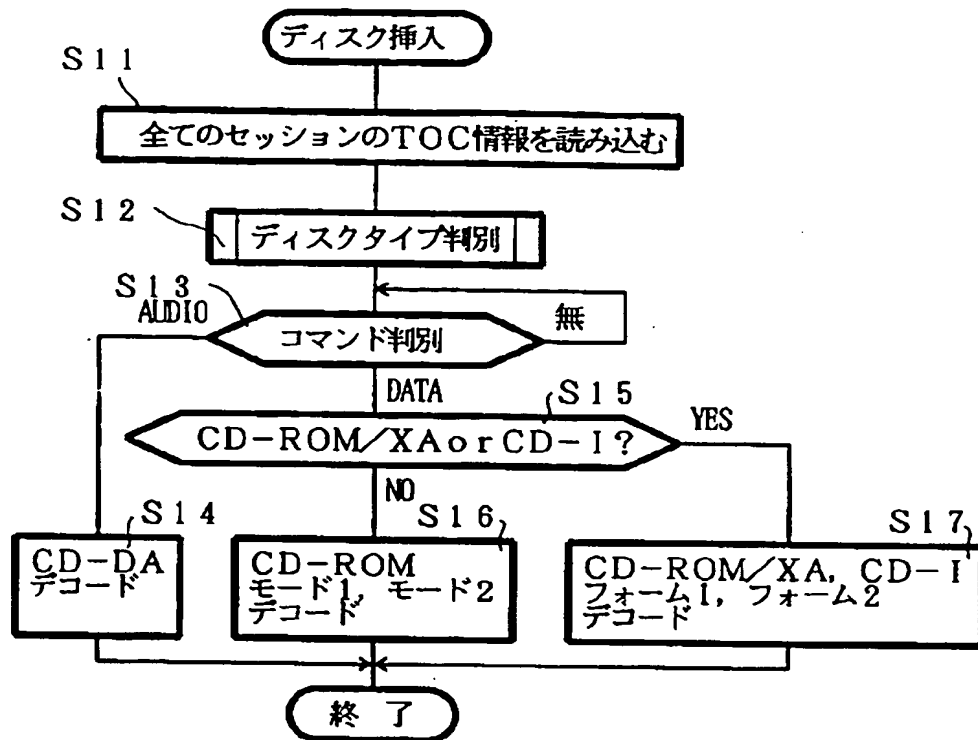 ディスク挿入
S11
全てのセッションのTOC情報を読み込む
S12
ディスクタイプ判別
S13
AUDIO
無
コマンド判別
DATA
S15
YES
CD-ROM/XAorCD-I?
NO
S14
CD-DA
デコード
S16
CD-ROM
モード1, モード2
デコード
S17
CD-ROM/XA, CD-I
フォーム1, フォーム2
デコード
終了